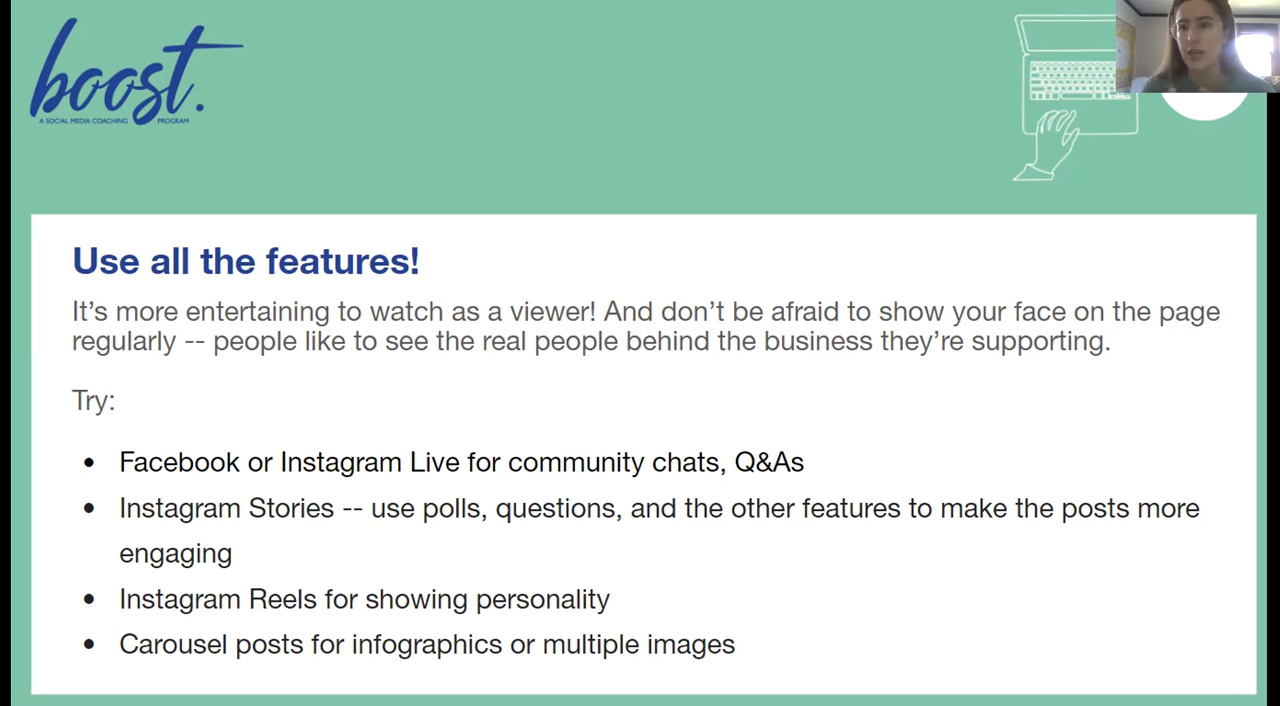 boost.
A SOCIAL MEDIA COACHING PROGRAM
Use all the features!
It's more entertaining to watch as a viewer! And don't be afraid to show your face on the page
regularly -- people like to see the real people behind the business they're supporting.
Try:
• Facebook or Instagram Live for community chats, Q&As
• Instagram Stories -- use polls, questions, and the other features to make the posts more
engaging
• Instagram Reels for showing personality
• Carousel posts for infographics or multiple images